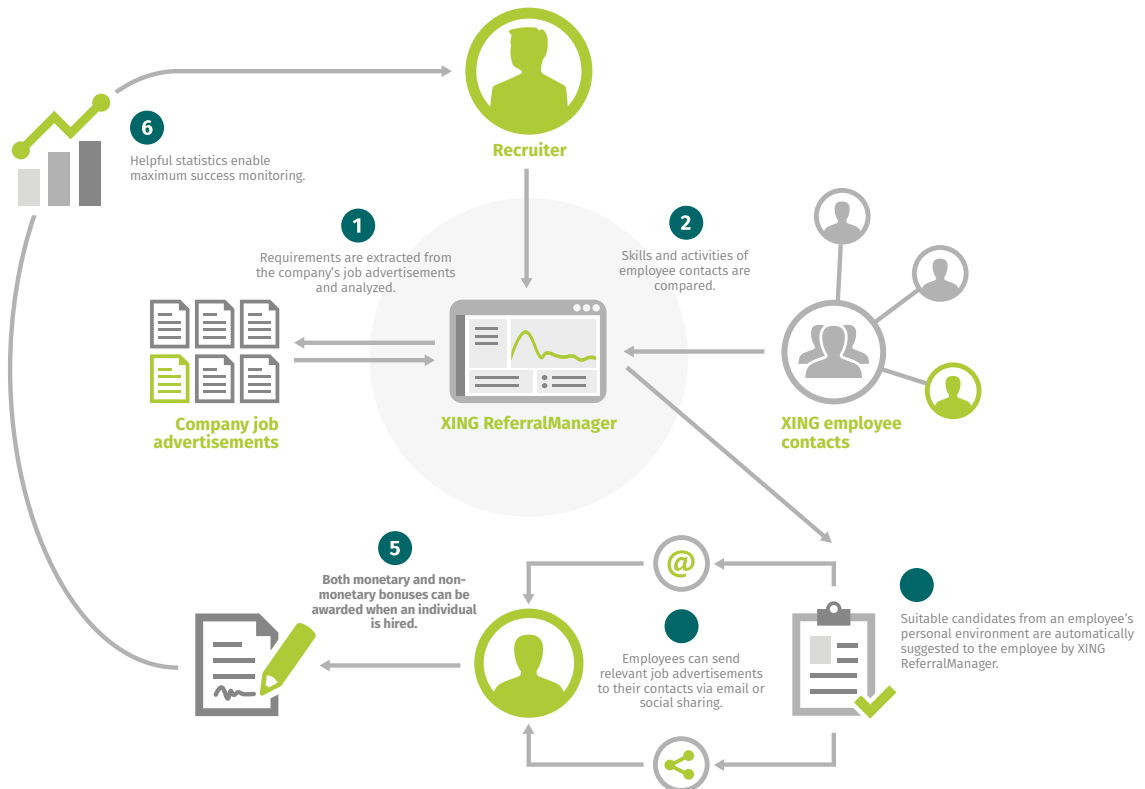 Recruiter
6
Helpful statistics enable
maximum success monitoring.
1
Requirements are extracted from
the company’s job advertisements
and analyzed.
2
Skills and activities of
employee contacts are
compared.
Company job
advertisements
XING ReferralManager
XING employee
contacts
5
Both monetary and non-
monetary bonuses can be
awarded when an individual
is hired.
@
Employees can send
relevant job advertisements
to their contacts via email or
social sharing.
Suitable candidates from an employee’s
personal environment are automatically
suggested to the employee by XING
ReferralManager.